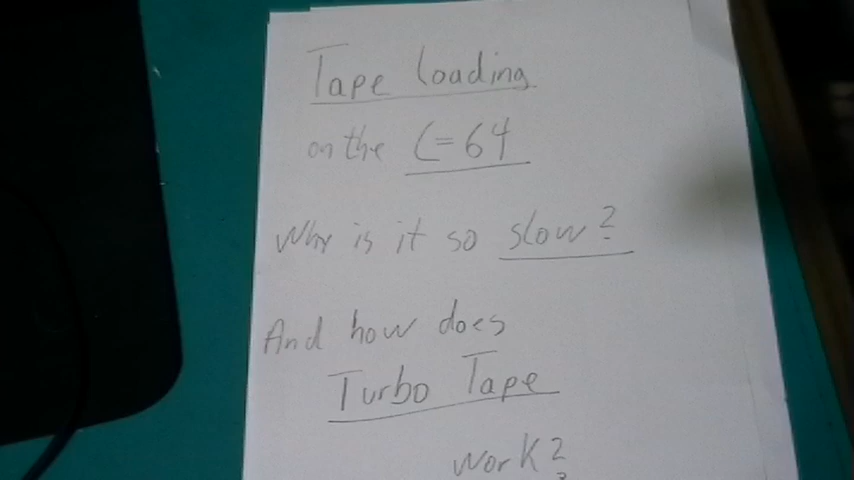 Tape loading
on the C=64
Why is it so slow?
And how does
Turbo Tape
work?